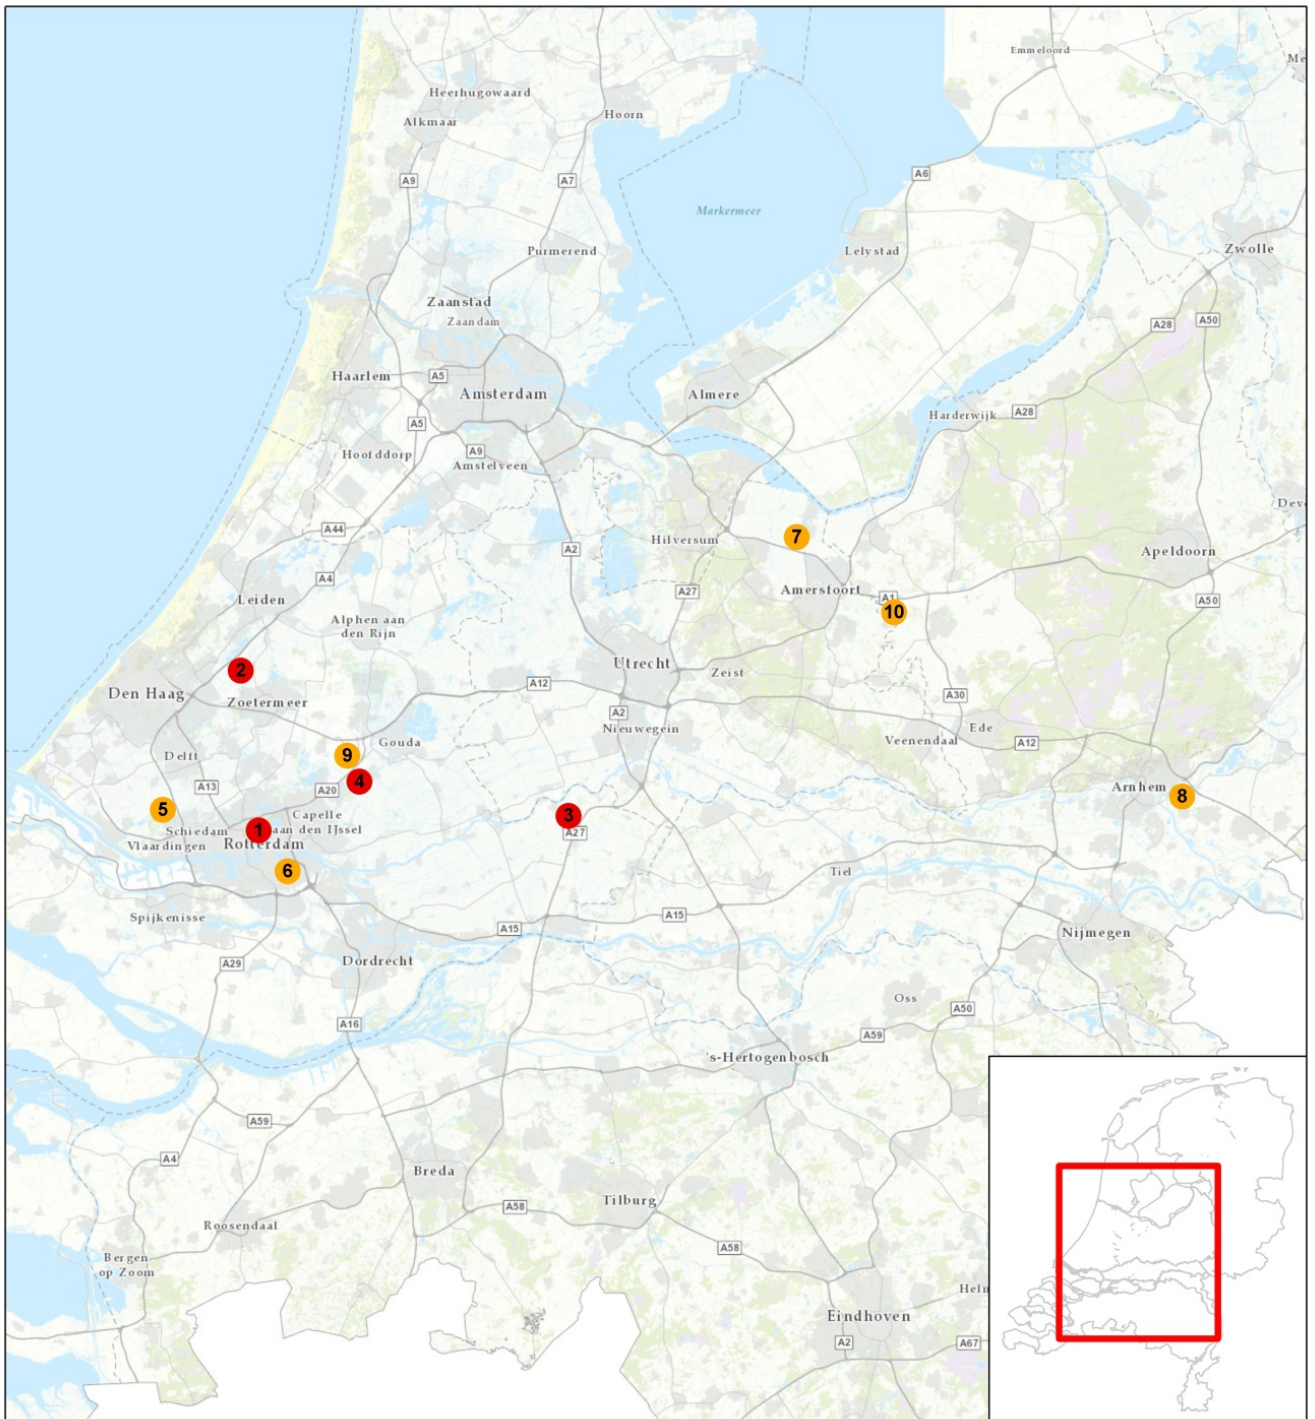 Emmeloord
Me
Heerhugowaard
Alkmaar
Hoorn
A9
A7
A6
Markermeer
Purmerend
Lelystad
Zwolle
Zaanstad
Zaandam
A28
A50
Haarlem
A5
Amsterdam
Almere
Harderwijk
A28
A5
Hoofddorp
A9
Amstelveen
Deve
A44
Hilversum
7
A2
Apeldoorn
A4
Leiden
A27
Amersfoort
A1
A50
10
Alphen aan
den Rijn
2
Utrecht
Zeist
Den Haag
Zoetermeer
A12
A30
A2
Nieuwegein
Ede
Veenendaal
A12
Gouda
Delft
9
4
A13
A20
Arnhem
8
5
3
Capelle
aan den IJssel
Schiedam
1
A27
Vlaardingen
Rotterdam
6
Tiel
Spijkenisse
A15
A15
Nijmegen
Dordrecht
A29
Oss
A50
A16
A59
's-Hertogenbosch
A59
A4
Breda
Tilburg
A58
Roosendaal
A58
Bergen
op Zoom
Helm
Eindhoven
A2
A67